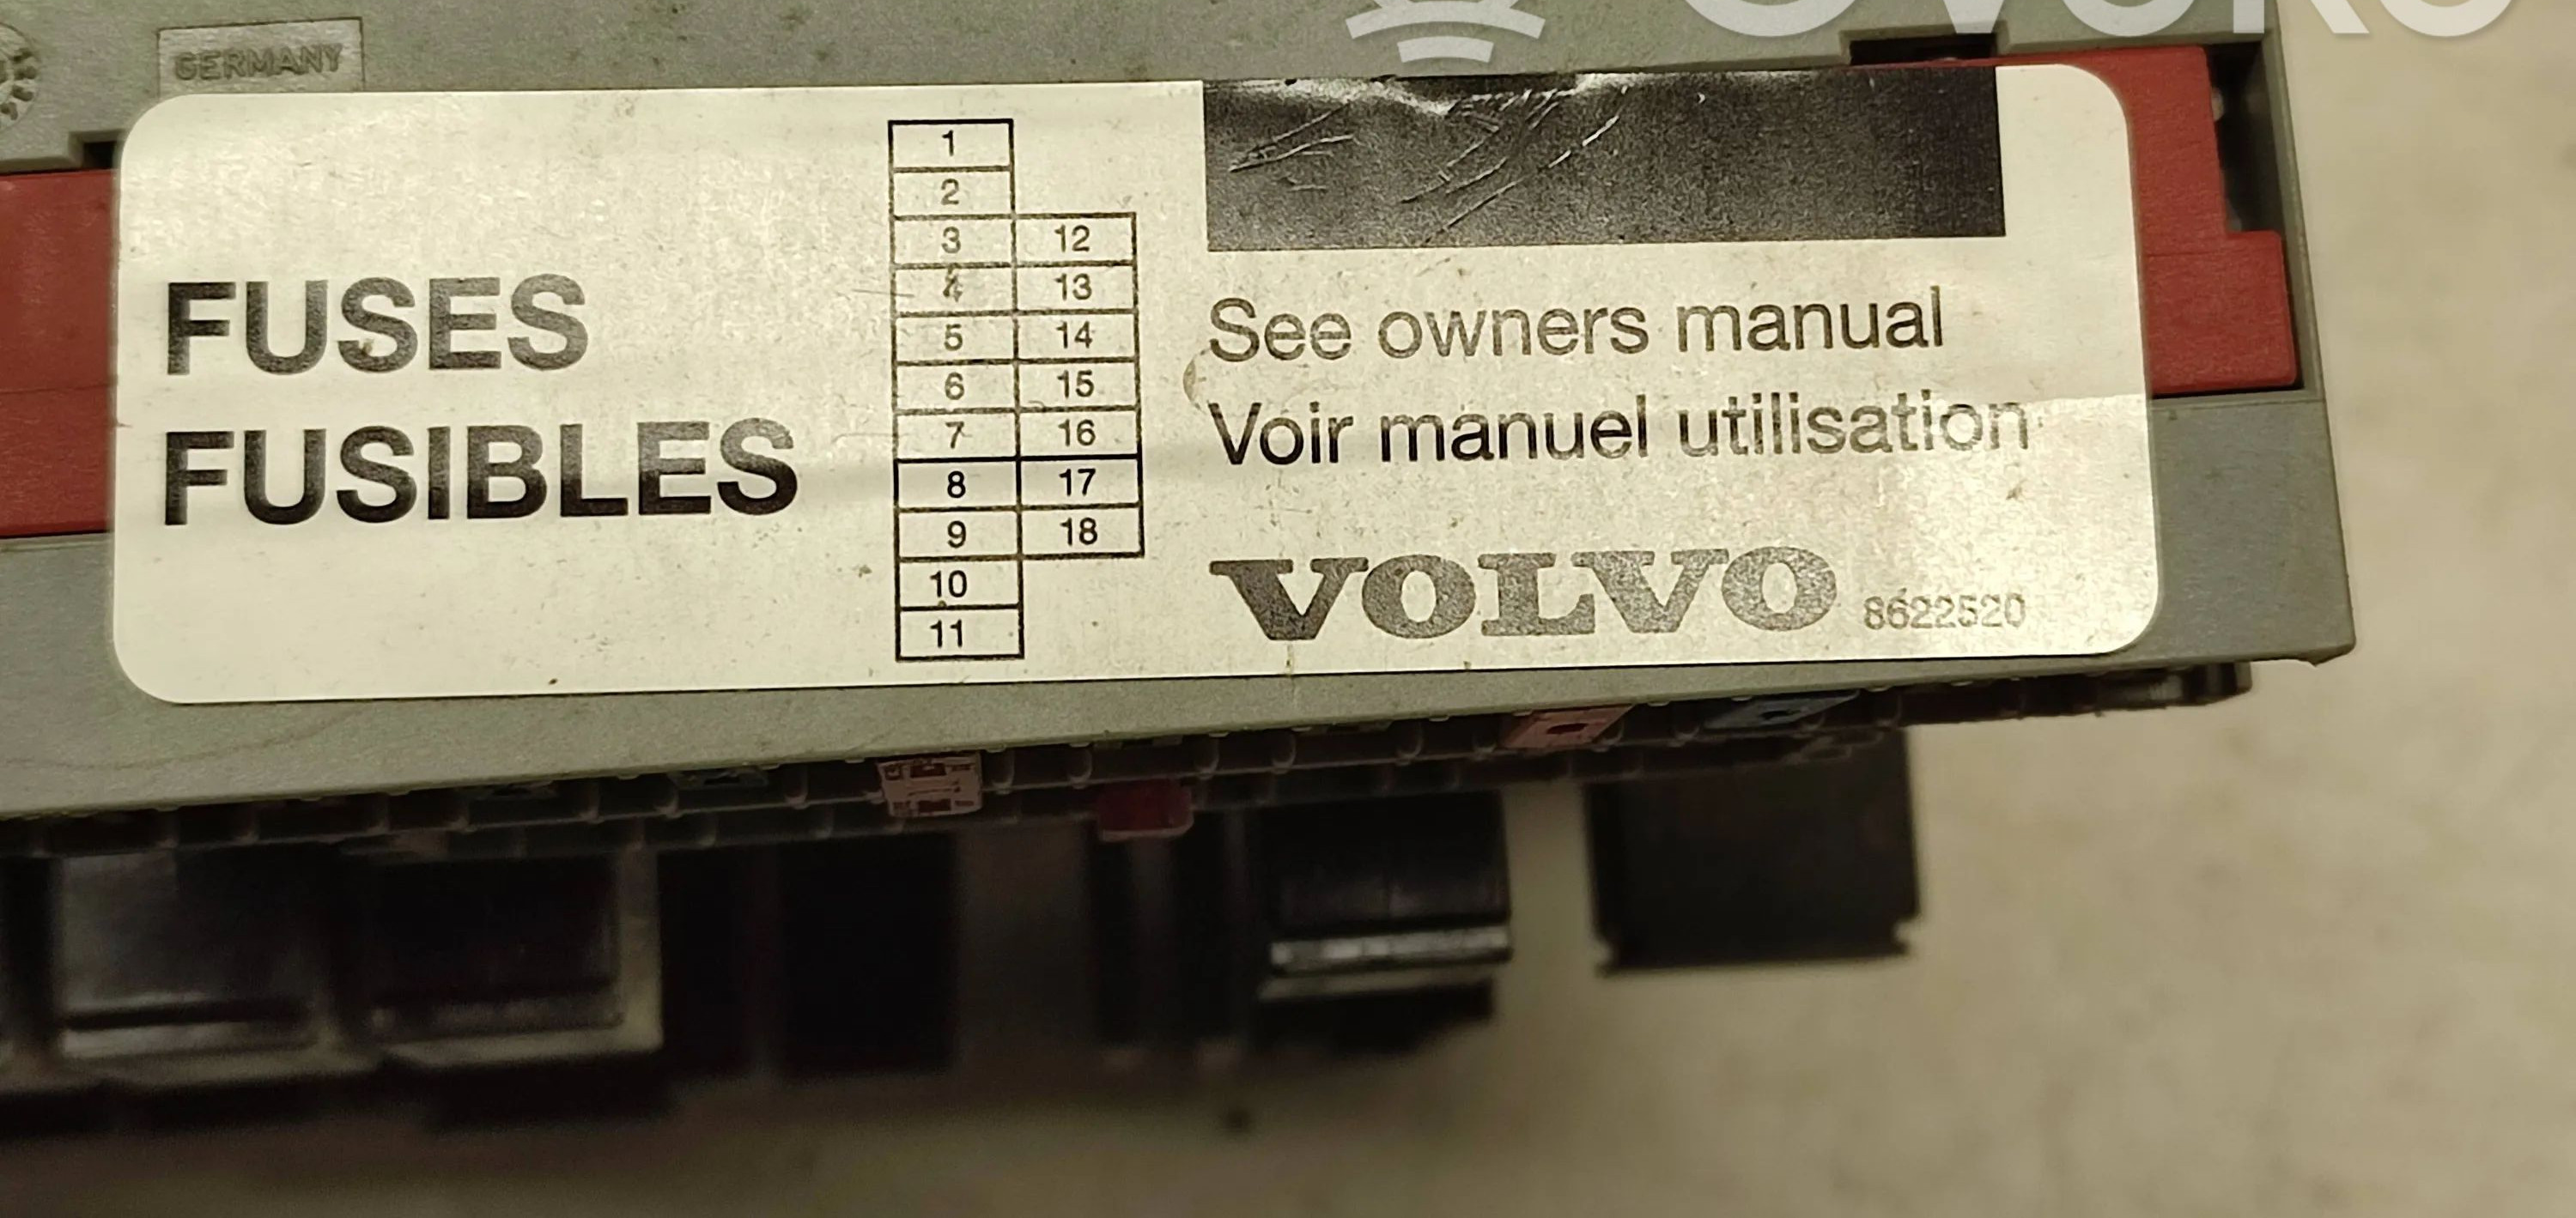 GERMANY
FUSES
FUSIBLES
1
2
3 12
4 13
5 14
6 15
7 16
8 17
9 18
10
11
See owners manual
Voir manuel utilisation
VOLVO 8622520